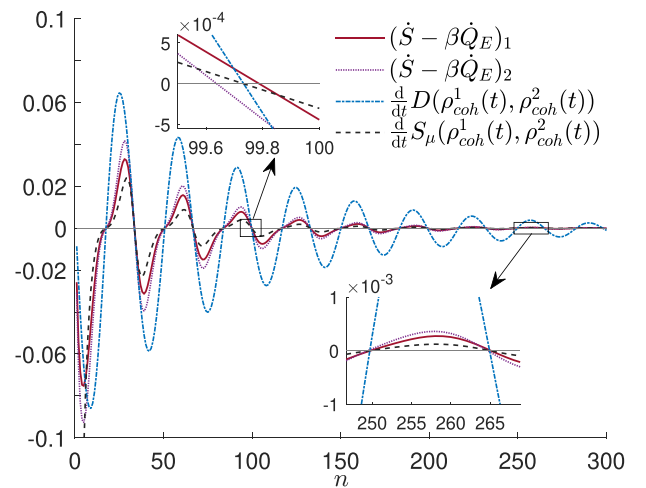 0.1
0.06
0.02
0
-0.02
-0.06
-0.1
0 50 100 150 200 250 300
n
×10⁻⁴
5
0
-5
99.6 99.8 100
(Ṡ − βQ̇_E)₁
(Ṡ − βQ̇_E)₂
d/dt D(ρ¹_coh(t), ρ²_coh(t))
d/dt S_μ(ρ¹_coh(t), ρ²_coh(t))
×10⁻³
1
0
-1
250 255 260 265